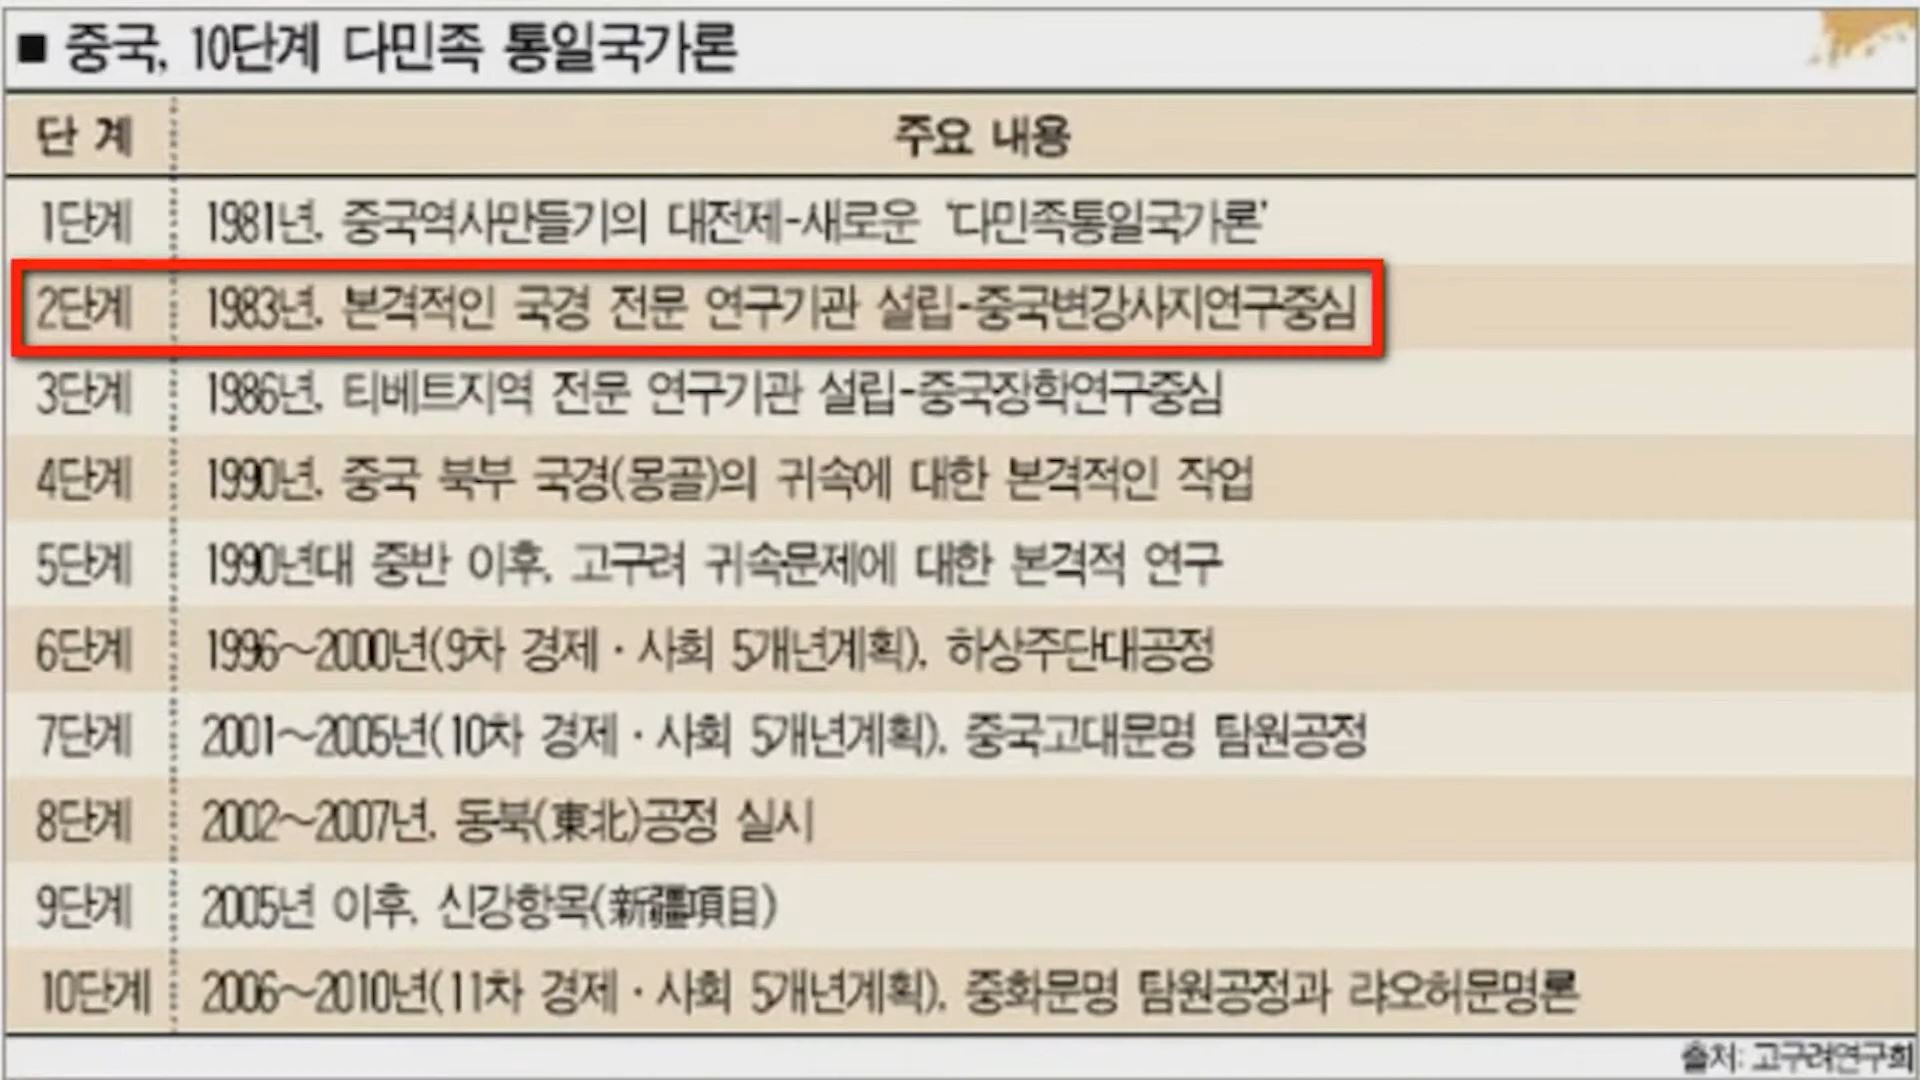 ■ 중국, 10단계 다민족 통일국가론
단 계 주요 내용
1단계 1981년, 중국역사만들기의 대전제-새로운 '다민족통일국가론'
2단계 1983년, 본격적인 국경 전문 연구기관 설립-중국변강사지연구중심
3단계 1986년, 티베트지역 전문 연구기관 설립-중국장학연구중심
4단계 1990년, 중국 북부 국경(몽골)의 귀속에 대한 본격적인 작업
5단계 1990년대 중반 이후, 고구려 귀속문제에 대한 본격적 연구
6단계 1996~2000년(9차 경제·사회 5개년계획), 하상주단대공정
7단계 2001~2005년(10차 경제·사회 5개년계획), 중국고대문명 탐원공정
8단계 2002~2007년, 동북(東北)공정 실시
9단계 2005년 이후, 신강항목(新疆項目)
10단계 2006~2010년(11차 경제·사회 5개년계획), 중화문명 탐원공정과 랴오허문명론
출처: 고구려연구회